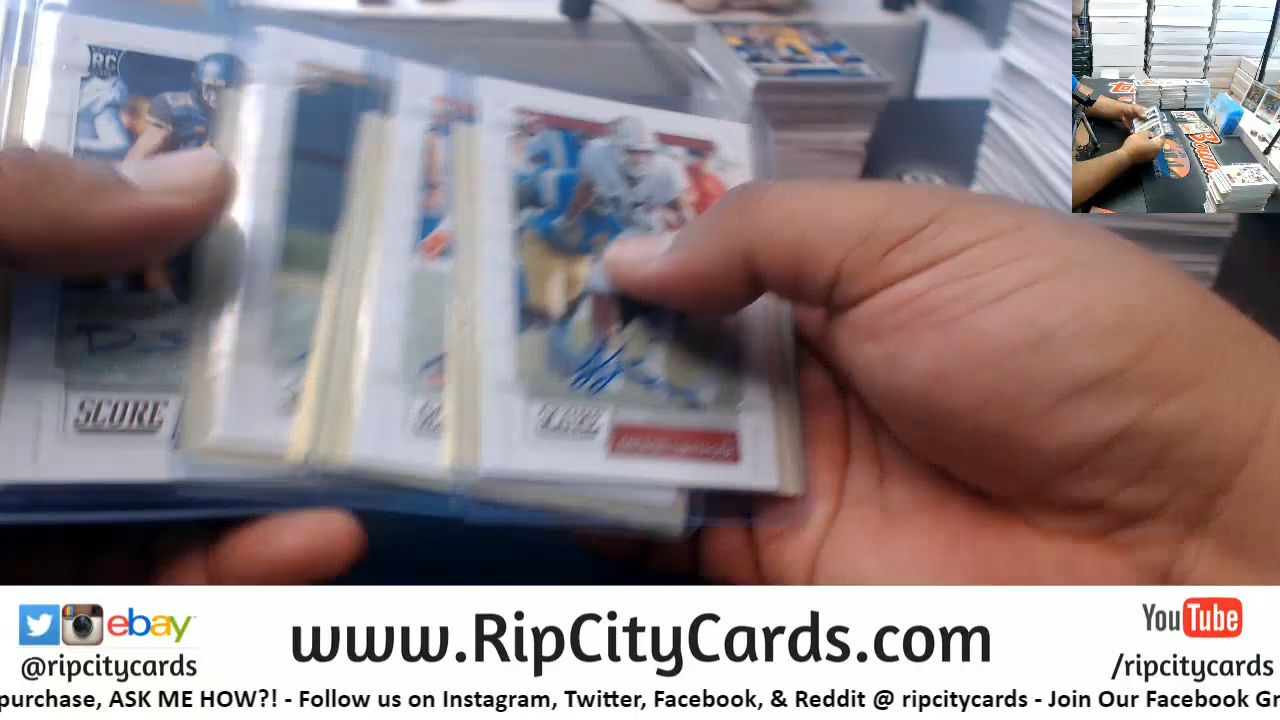 RC
SCORE
SCORE
ebay
@ripcitycards
www.RipCityCards.com
YouTube
/ripcitycards
purchase, ASK ME HOW?! - Follow us on Instagram, Twitter, Facebook, & Reddit @ ripcitycards - Join Our Facebook Gr